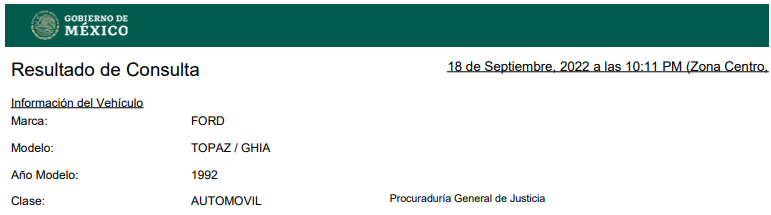 GOBIERNO DE
MÉXICO
Resultado de Consulta
18 de Septiembre, 2022 a las 10:11 PM (Zona Centro,
Información del Vehículo
Marca: FORD
Modelo: TOPAZ / GHIA
Año Modelo: 1992
Clase: AUTOMOVIL Procuraduría General de Justicia